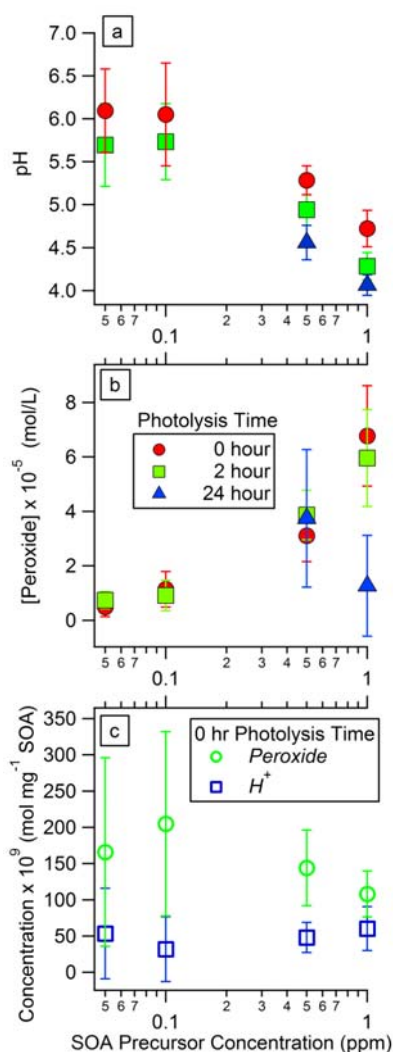 a
7.0
6.5
6.0
5.5
5.0
4.5
4.0
pH
5 6 7 0.1 2 3 4 5 6 7 1
b
Photolysis Time
0 hour
2 hour
24 hour
8
6
4
2
0
[Peroxide] x 10-5 (mol/L)
5 6 7 0.1 2 3 4 5 6 7 1
c
0 hr Photolysis Time
Peroxide
H+
350
300
250
200
150
100
50
0
Concentration x 109 (mol mg-1 SOA)
5 6 7 0.1 2 3 4 5 6 7 1
SOA Precursor Concentration (ppm)